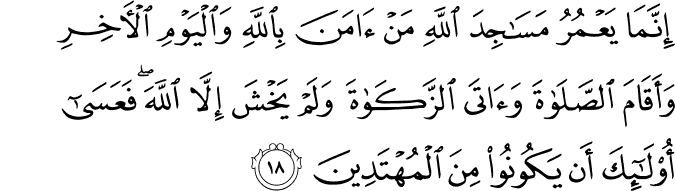 إِنَّمَا يَعۡمُرُ مَسَٰجِدَ ٱللَّهِ مَنۡ ءَامَنَ بِٱللَّهِ وَٱلۡيَوۡمِ ٱلۡأٓخِرِ
وَأَقَامَ ٱلصَّلَوٰةَ وَءَاتَى ٱلزَّكَوٰةَ وَلَمۡ يَخۡشَ إِلَّا ٱللَّهَۖ فَعَسَىٰٓ
أُوْلَٰٓئِكَ أَن يَكُونُواْ مِنَ ٱلۡمُهۡتَدِينَ ١٨